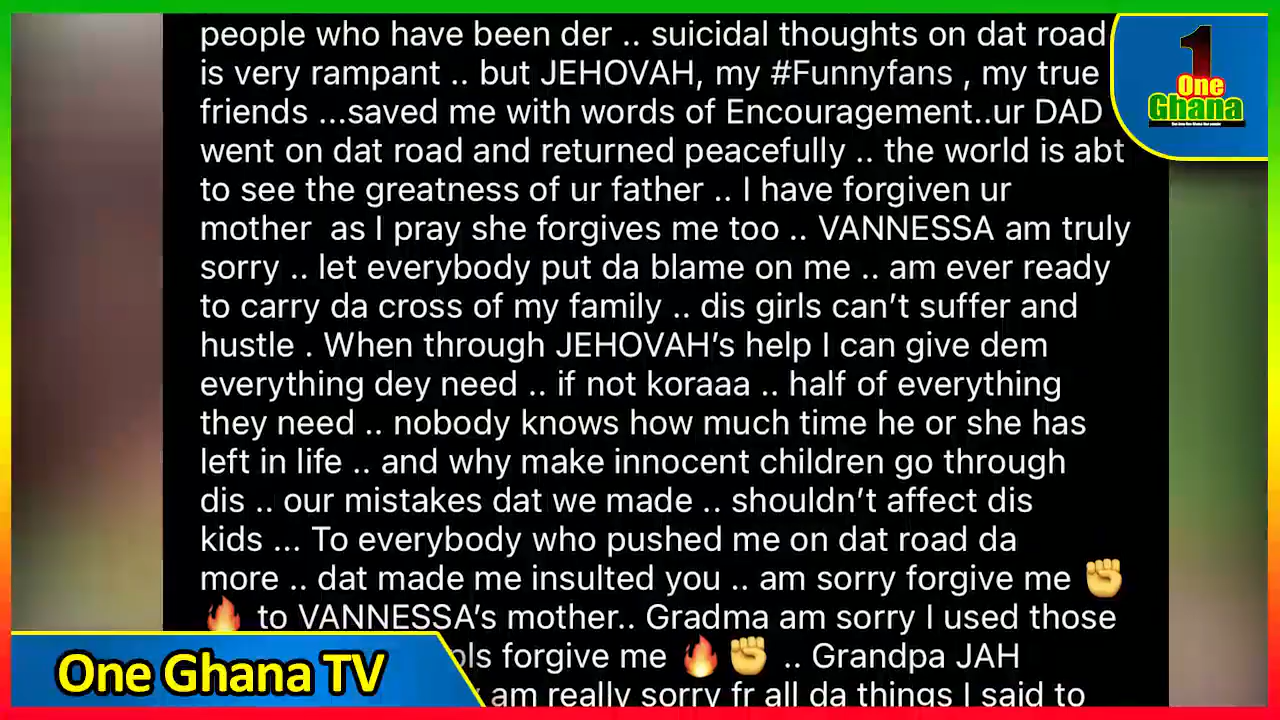 people who have been der .. suicidal thoughts on dat road
is very rampant .. but JEHOVAH, my #Funnyfans , my true
friends ...saved me with words of Encouragement..ur DAD
went on dat road and returned peacefully .. the world is abt
to see the greatness of ur father .. I have forgiven ur
mother  as I pray she forgives me too .. VANNESSA am truly
sorry .. let everybody put da blame on me .. am ever ready
to carry da cross of my family .. dis girls can’t suffer and
hustle . When through JEHOVAH’s help I can give dem
everything dey need .. if not koraaa .. half of everything
they need .. nobody knows how much time he or she has
left in life .. and why make innocent children go through
dis .. our mistakes dat we made .. shouldn’t affect dis
kids ... To everybody who pushed me on dat road da
more .. dat made me insulted you .. am sorry forgive me ✊
🔥 to VANNESSA’s mother.. Gradma am sorry I used those
ols forgive me 🔥✊ .. Grandpa JAH
am really sorry fr all da things I said to
1
One
Ghana
One Ghana TV